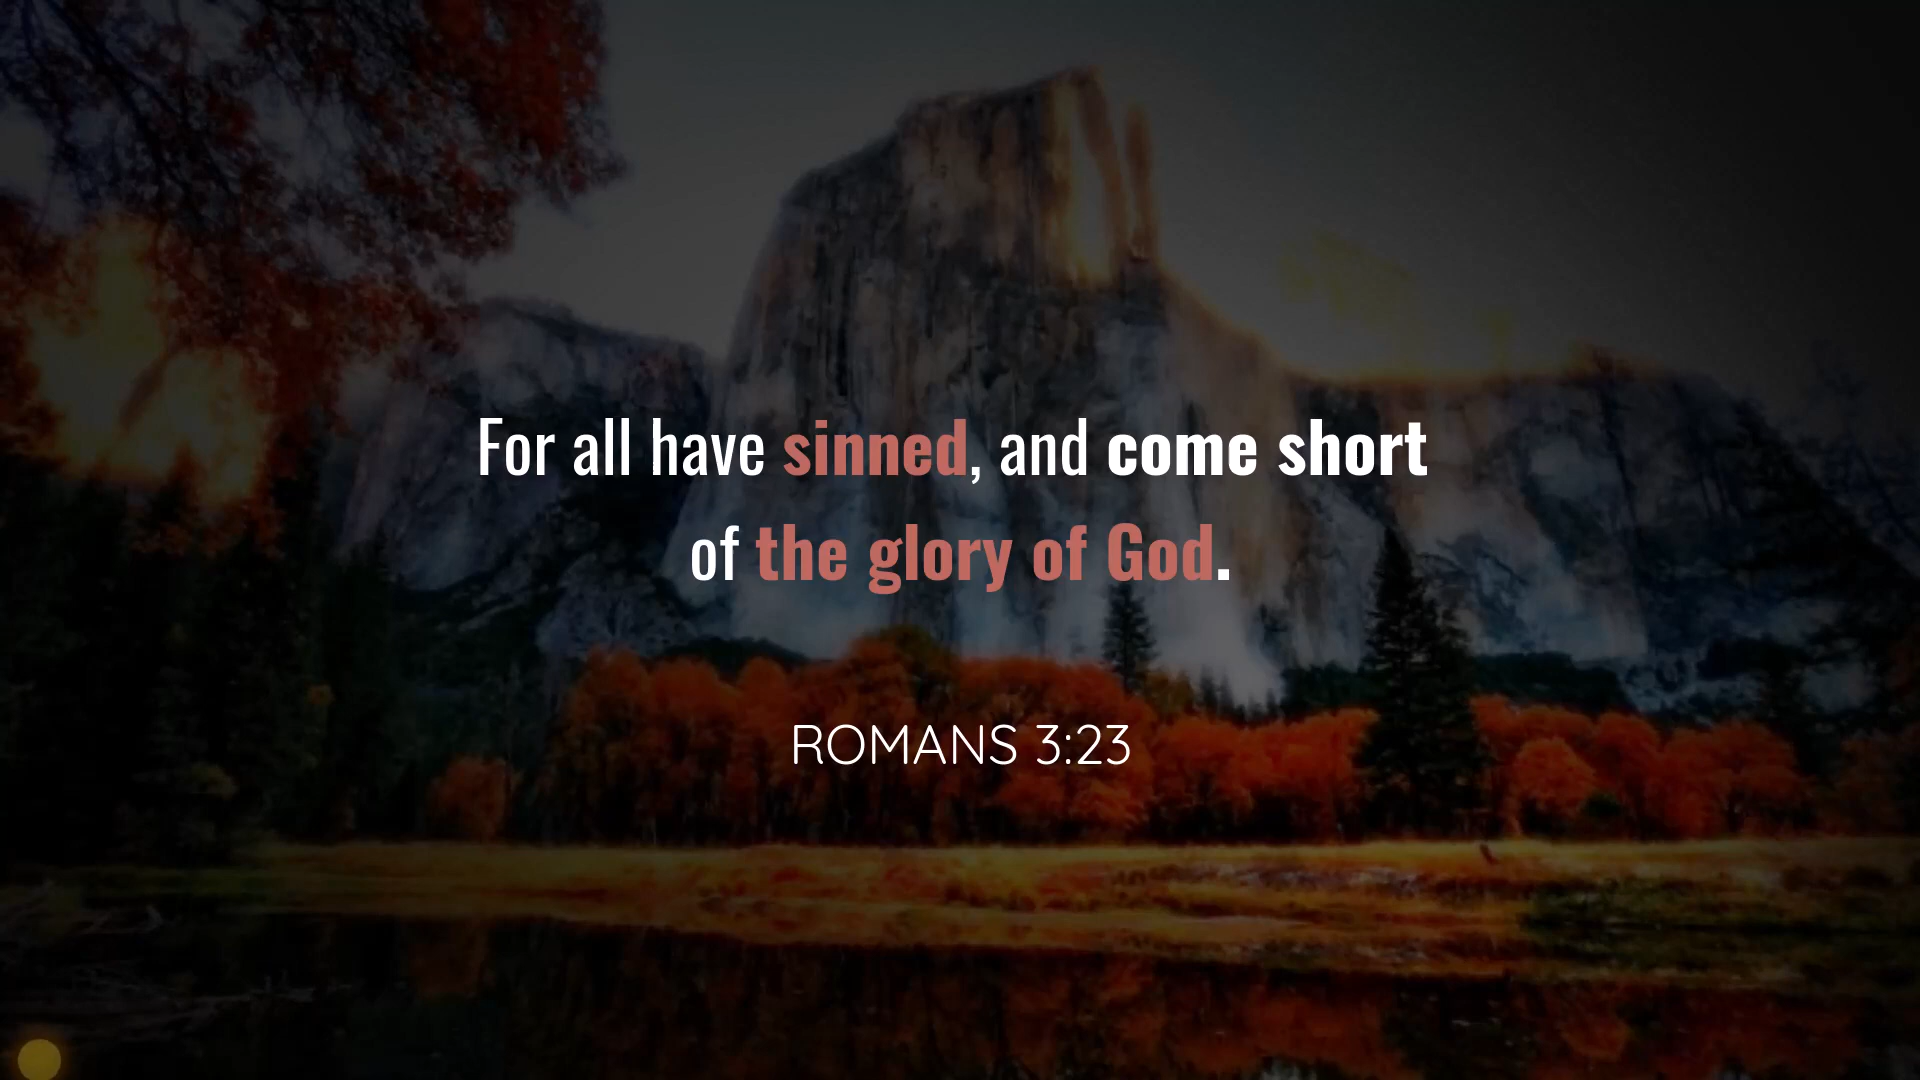 For all have sinned, and come short
of the glory of God.
ROMANS 3:23